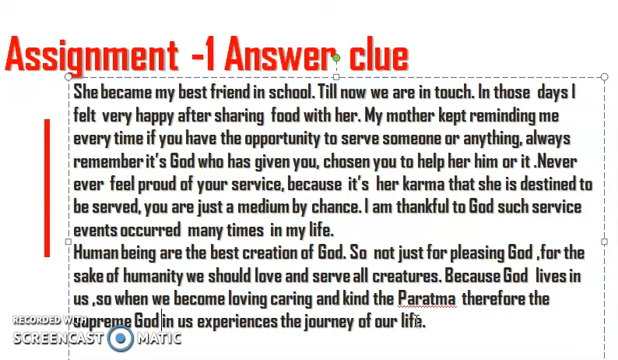 Assignment -1 Answer clue
She became my best friend in school. Till now we are in touch. In those days I
felt very happy after sharing food with her. My mother kept reminding me
every time if you have the opportunity to serve someone or anything, always
remember it's God who has given you, chosen you to help her him or it .Never
ever feel proud of your service, because it's her karma that she is destined to
be served, you are just a medium by chance. I am thankful to God such service
events occurred many times in my life.
Human being are the best creation of God. So not just for pleasing God ,for the
sake of humanity we should love and serve all creatures. Because God lives in
us ,so when we become loving caring and kind the Paratma therefore the
supreme God in us experiences the journey of our life.
RECORDED WITH
SCREENCAST MATIC